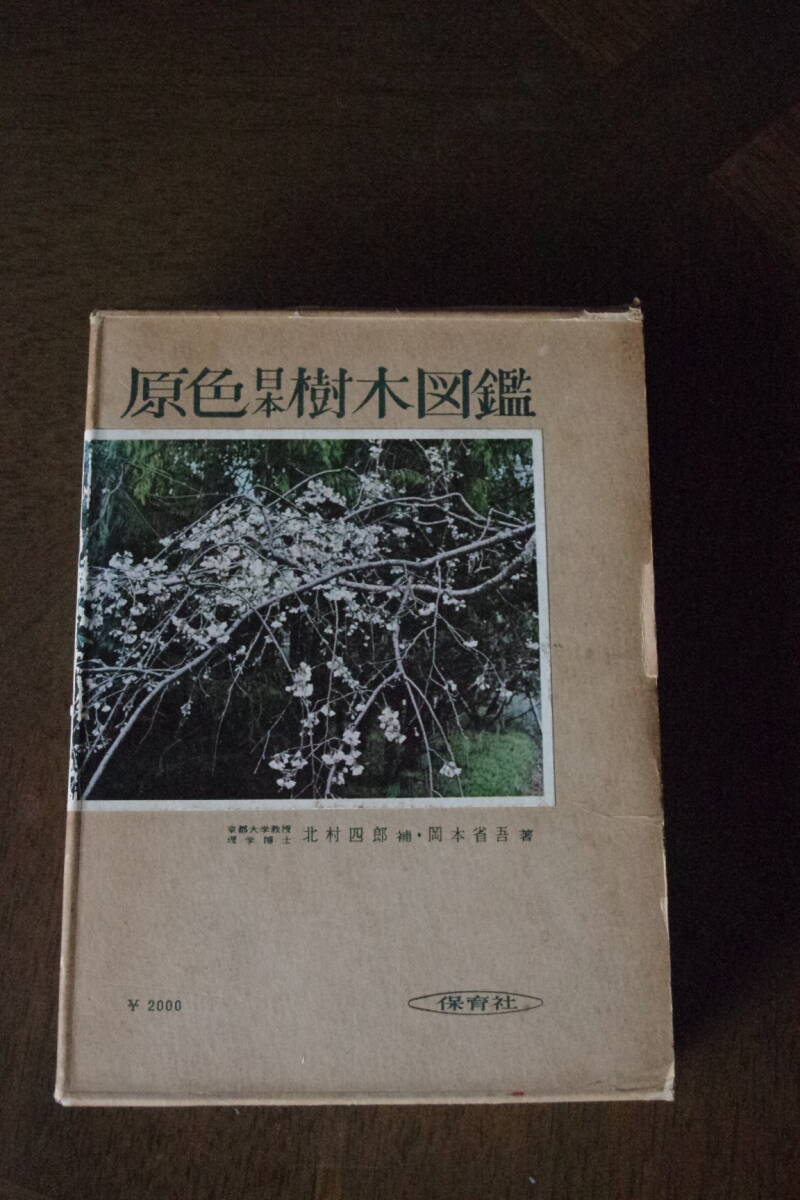 原色日本樹木図鑑
京都大学教授
理学博士 北村四郎 補・岡本省吾 著
¥ 2000
保育社